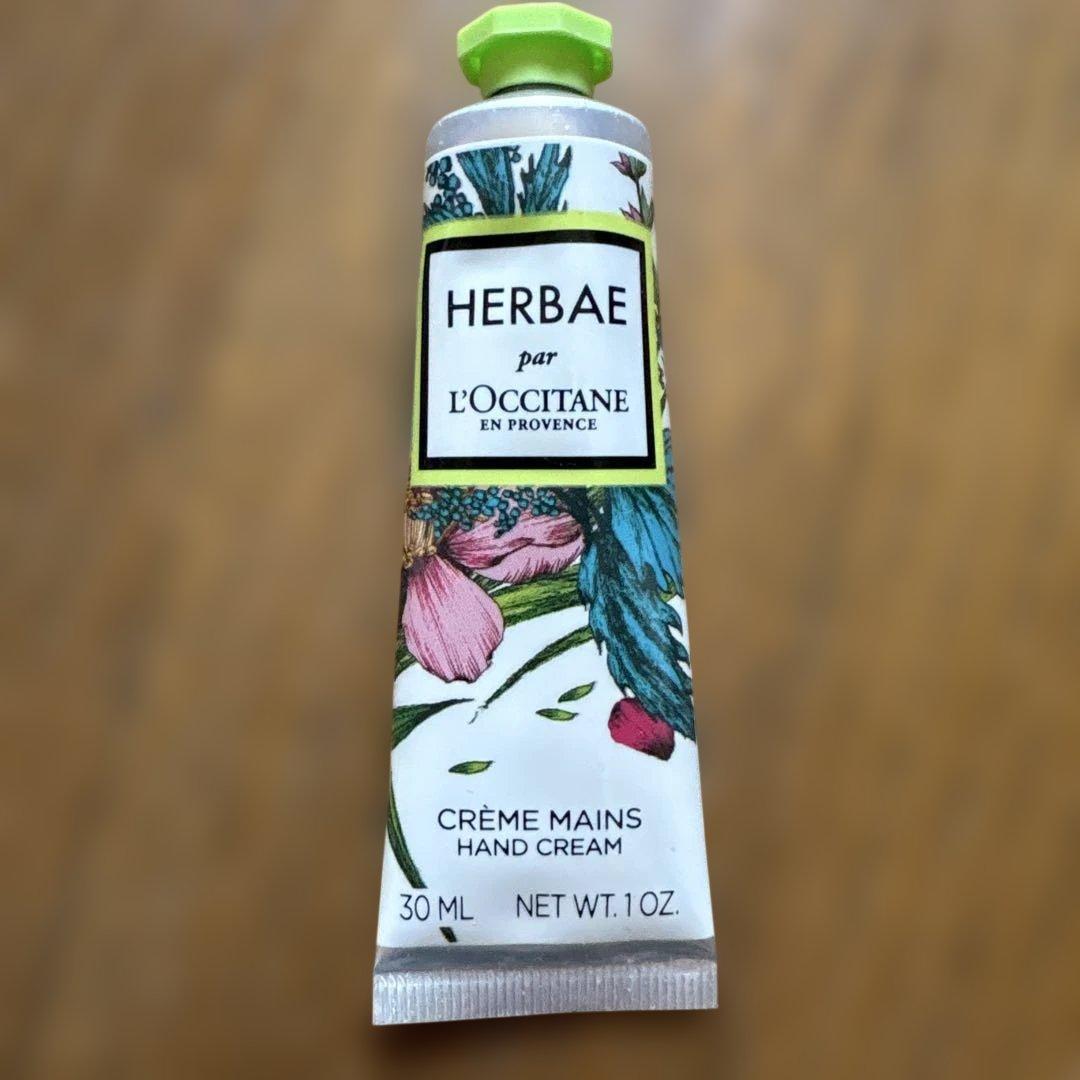 HERBAE
par
L'OCCITANE
EN PROVENCE
CRÈME MAINS
HAND CREAM
30 ML NET WT. 1 OZ.